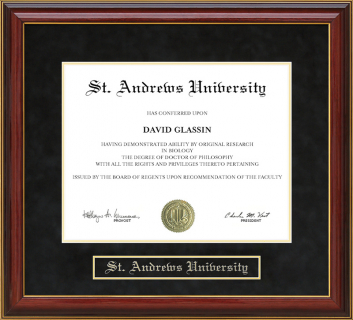 St. Andrews University
HAS CONFERRED UPON
DAVID GLASSIN
HAVING DEMONSTRATED ABILITY BY ORIGINAL RESEARCH
IN BIOLOGY
THE DEGREE OF DOCTOR OF PHILOSOPHY
WITH ALL THE RIGHTS AND PRIVILEGES THERETO PERTAINING
ISSUED BY THE BOARD OF REGENTS UPON RECOMMENDATION OF THE FACULTY
PROVOST
PRESIDENT
St. Andrews University